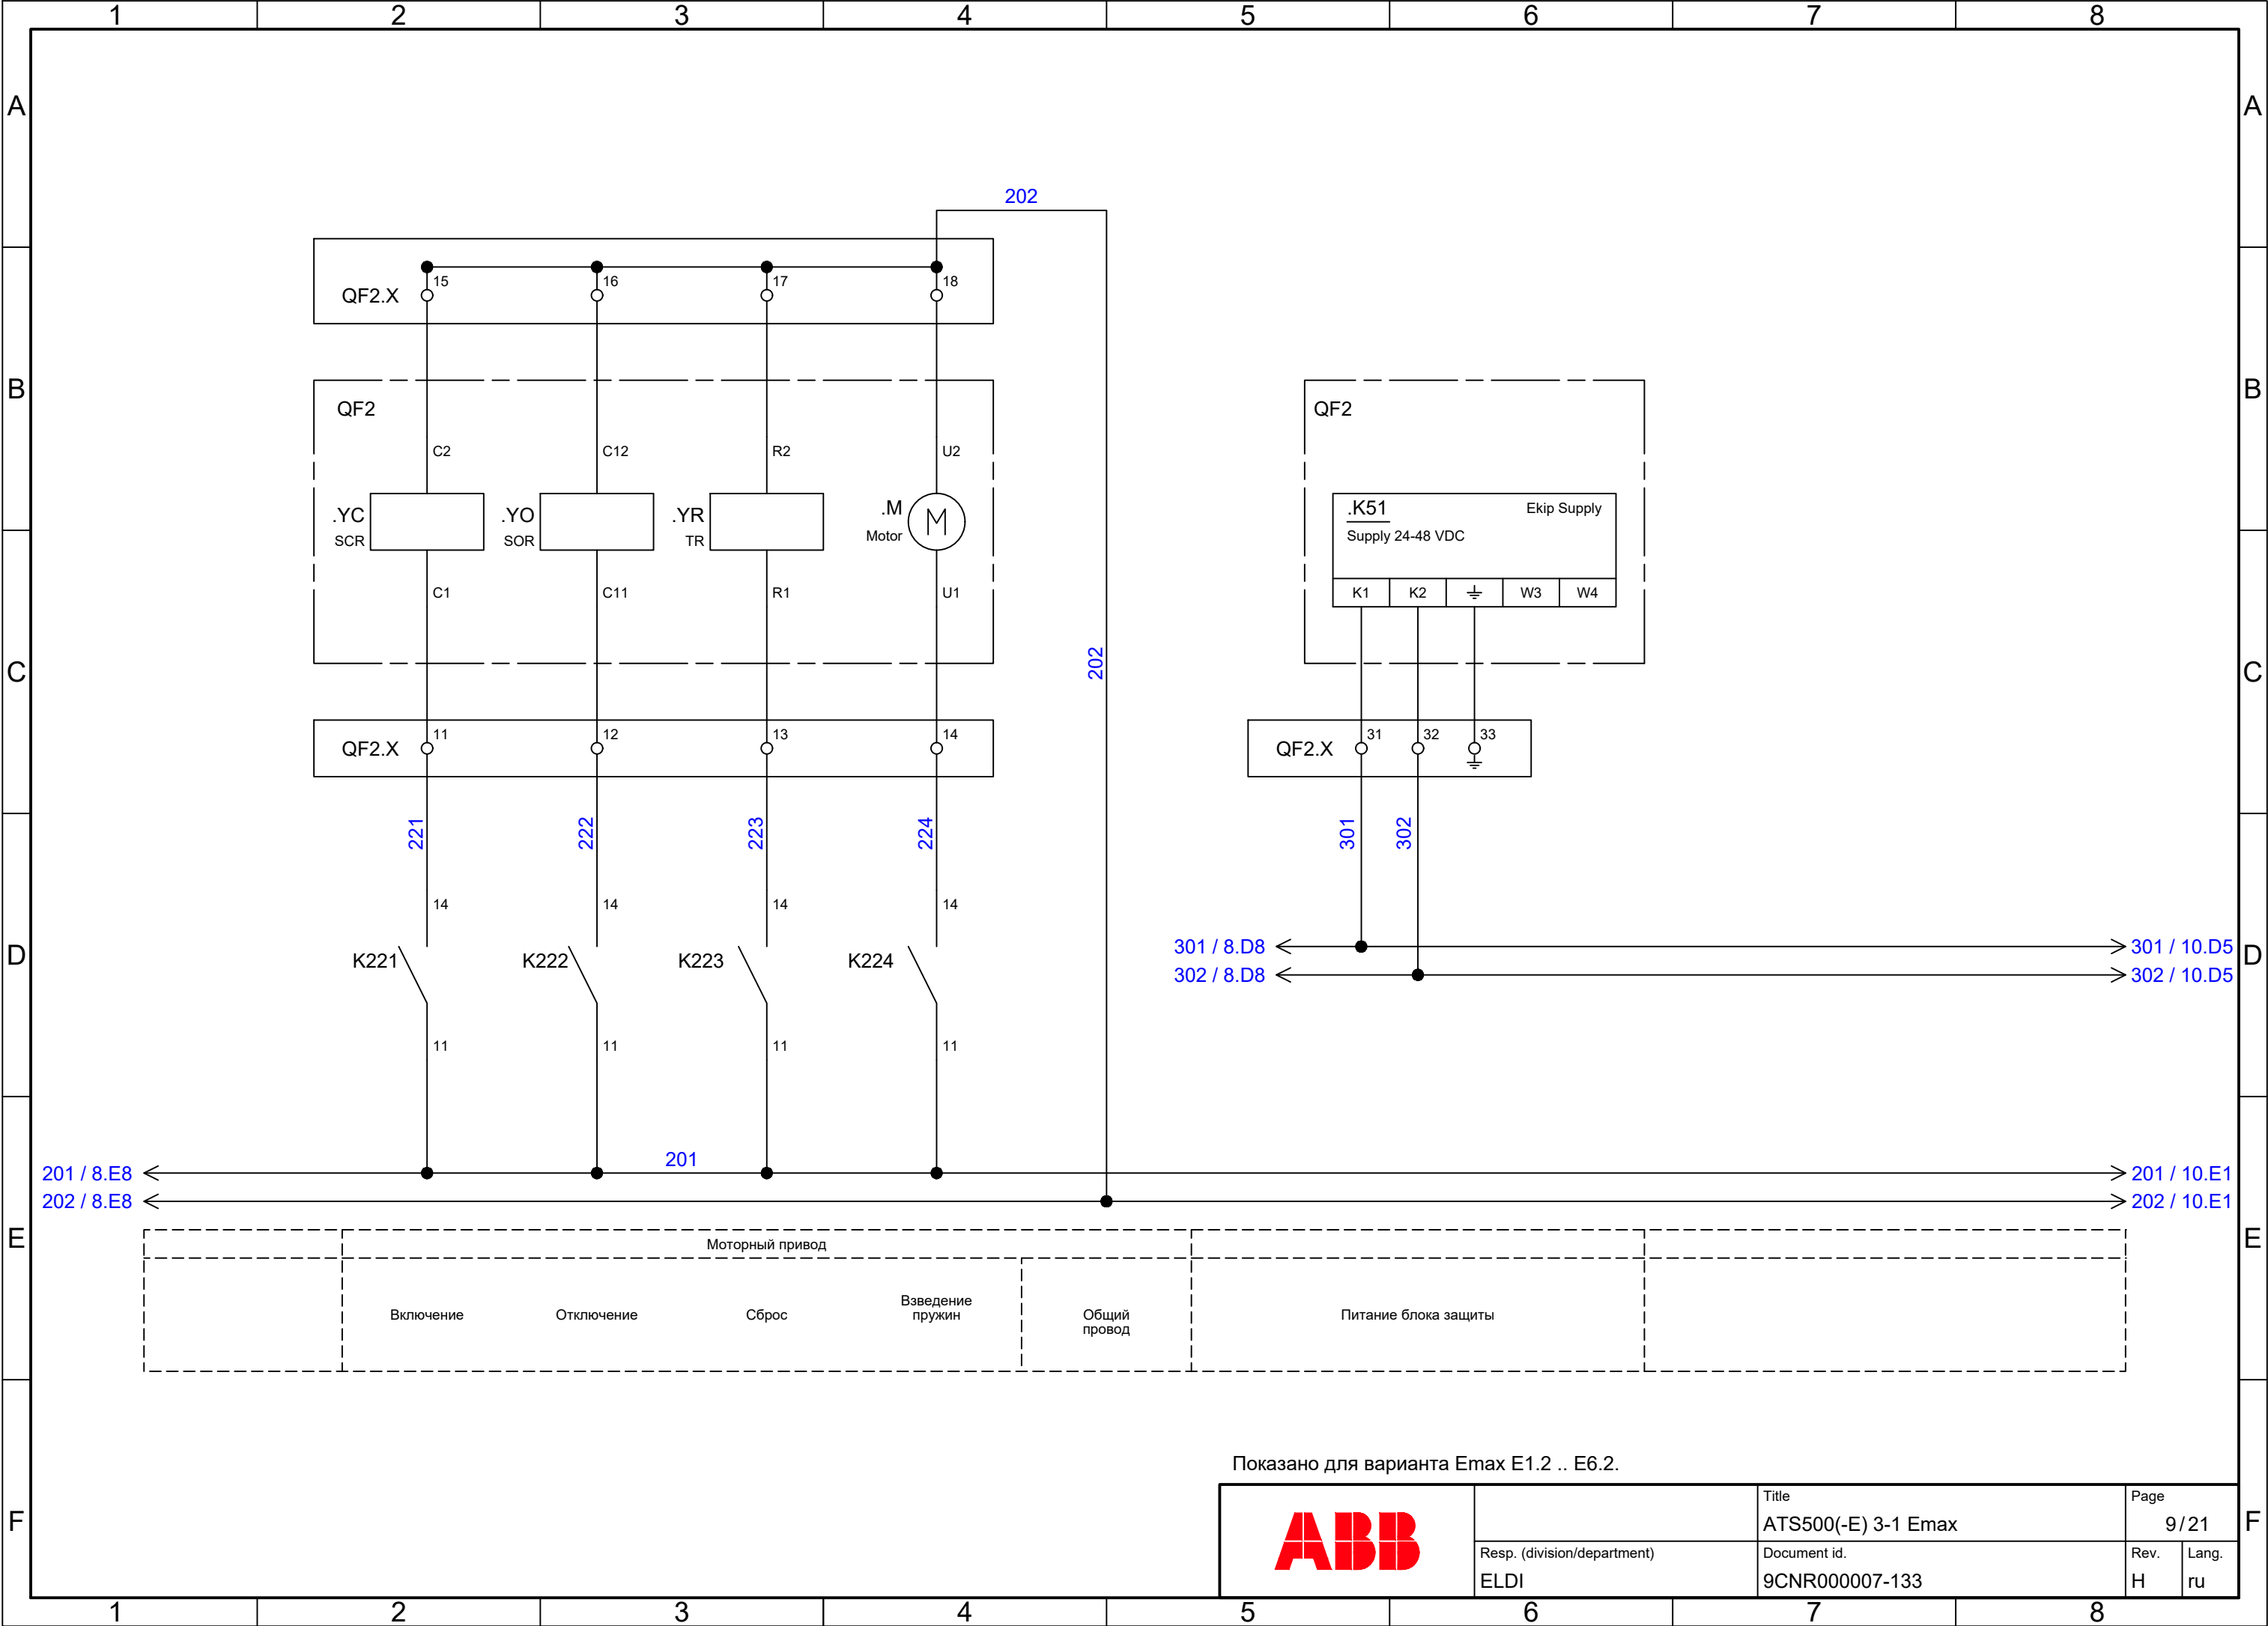 1 2 3 4 5 6 7 8
A A
202
15 16 17 18
QF2.X
B B
QF2 QF2
C2 C12 R2 U2
.YC .YO .YR .M M .K51 Ekip Supply
SCR SOR TR Motor Supply 24-48 VDC
C1 C11 R1 U1 K1 K2 W3 W4
202
C C
11 12 13 14 31 32 33
QF2.X QF2.X
221 222 223 224 301 302
14 14 14 14
301 / 8.D8 301 / 10.D5
D D
K221 K222 K223 K224
302 / 8.D8 302 / 10.D5
11 11 11 11
201
201 / 8.E8 201 / 10.E1
202 / 8.E8 202 / 10.E1
E E
Моторный привод
Включение Отключение Сброс Взведение
пружин Общий
провод Питание блока защиты
Показано для варианта Emax E1.2 .. E6.2.
F F
ABB
Title Page
ATS500(-E) 3-1 Emax 9/21
Resp. (division/department) Document id. Rev. Lang.
ELDI 9CNR000007-133 H ru
1 2 3 4 5 6 7 8